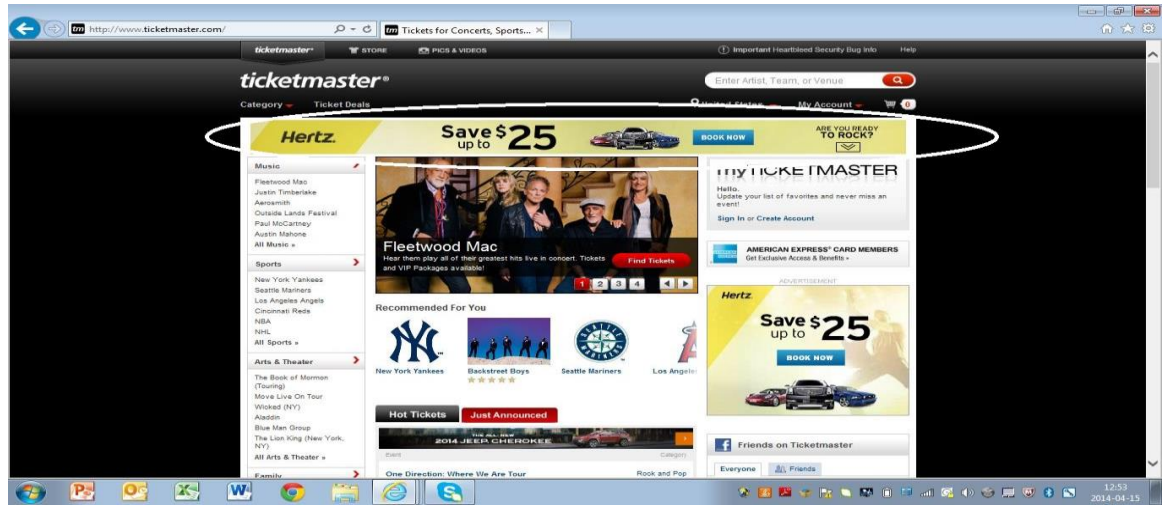 http://www.ticketmaster.com/
tm Tickets for Concerts, Sports...
ticketmaster®
STORE
PICS & VIDEOS
Important Heartbleed Security Bug Info
Help
ticketmaster®
Enter Artist, Team, or Venue
Category
Ticket Deals
United States
My Account
0
Hertz.
Save up to $25
BOOK NOW
ARE YOU READY
TO ROCK?
Music
Fleetwood Mac
Justin Timberlake
Aerosmith
Outside Lands Festival
Paul McCartney
Austin Mahone
All Music »
Sports
New York Yankees
Seattle Mariners
Los Angeles Angels
Cincinnati Reds
NBA
NHL
All Sports »
Arts & Theater
The Book of Mormon
(Touring)
Move Live On Tour
Wicked (NY)
Aladdin
Blue Man Group
The Lion King (New York,
NY)
All Arts & Theater »
Family
Fleetwood Mac
Hear them play all of their greatest hits live in concert. Tickets
and VIP Packages available!
Find Tickets
1 2 3 4
Recommended For You
New York Yankees
Backstreet Boys
SEATTLE
MARINERS
Seattle Mariners
Los Angele
Hot Tickets
Just Announced
THE ALL-NEW
2014 JEEP CHEROKEE
Event
Category
One Direction: Where We Are Tour
Rock and Pop
myTICKETMASTER
Hello.
Update your list of favorites and never miss an
event!
Sign In or Create Account
AMERICAN EXPRESS® CARD MEMBERS
Get Exclusive Access & Benefits »
ADVERTISEMENT
Hertz
Save up to $25
BOOK NOW
Friends on Ticketmaster
Everyone
Friends
12:53
2014-04-15